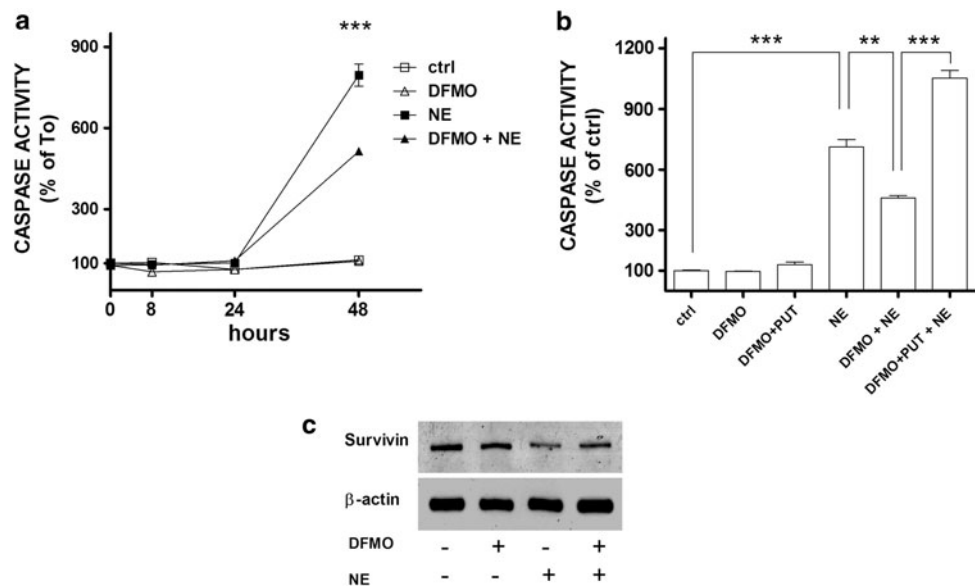 a
***
CASPASE ACTIVITY
(% of To)
900
700
500
300
100
0 8 24 48
hours
ctrl
DFMO
NE
DFMO + NE
b
*** ** ***
CASPASE ACTIVITY
(% of ctrl)
1200
900
600
300
100
ctrl
DFMO
DFMO+PUT
NE
DFMO + NE
DFMO+PUT + NE
c
Survivin
β-actin
DFMO - + - +
NE - - + +